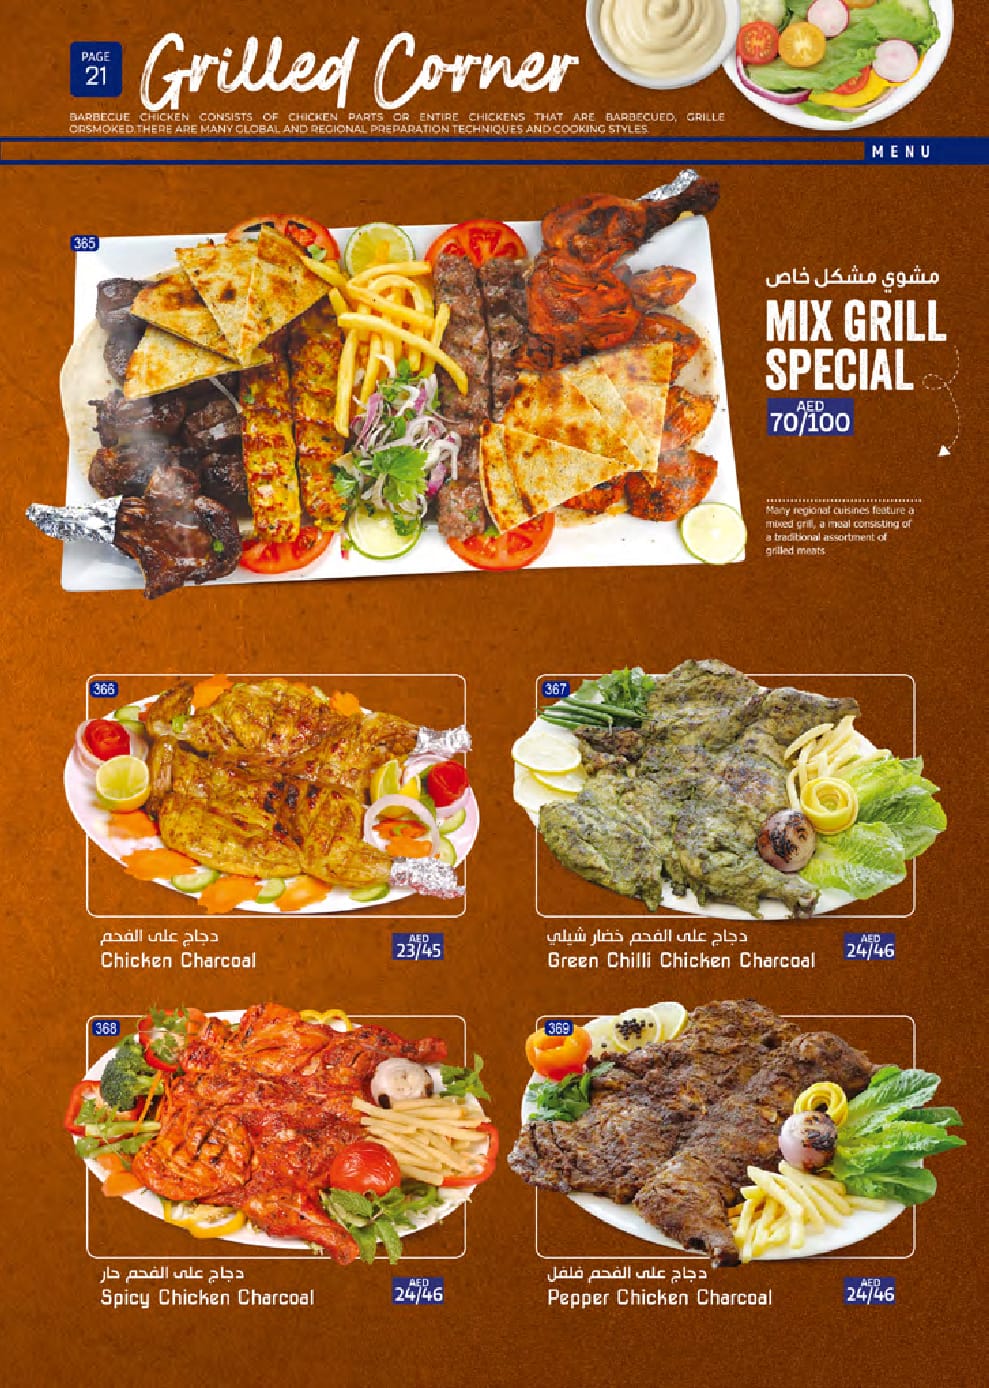 PAGE
21
Grilled Corner
BARBECUE CHICKEN CONSISTS OF CHICKEN PARTS OR ENTIRE CHICKENS THAT ARE BARBECUED, GRILLE
ORSMOKED.THERE ARE MANY GLOBAL AND REGIONAL PREPARATION TECHNIQUES AND COOKING STYLES.
MENU
365
مشوي مشكل خاص
MIX GRILL
SPECIAL
AED
70/100
Many regional cuisines feature a
mixed grill, a meal consisting of
a traditional assortment of
grilled meats
366
دجاج على الفحم
Chicken Charcoal
AED
23/45
367
دجاج على الفحم خضار شيلي
Green Chilli Chicken Charcoal
AED
24/46
368
دجاج على الفحم حار
Spicy Chicken Charcoal
AED
24/46
369
دجاج على الفحم فلفل
Pepper Chicken Charcoal
AED
24/46